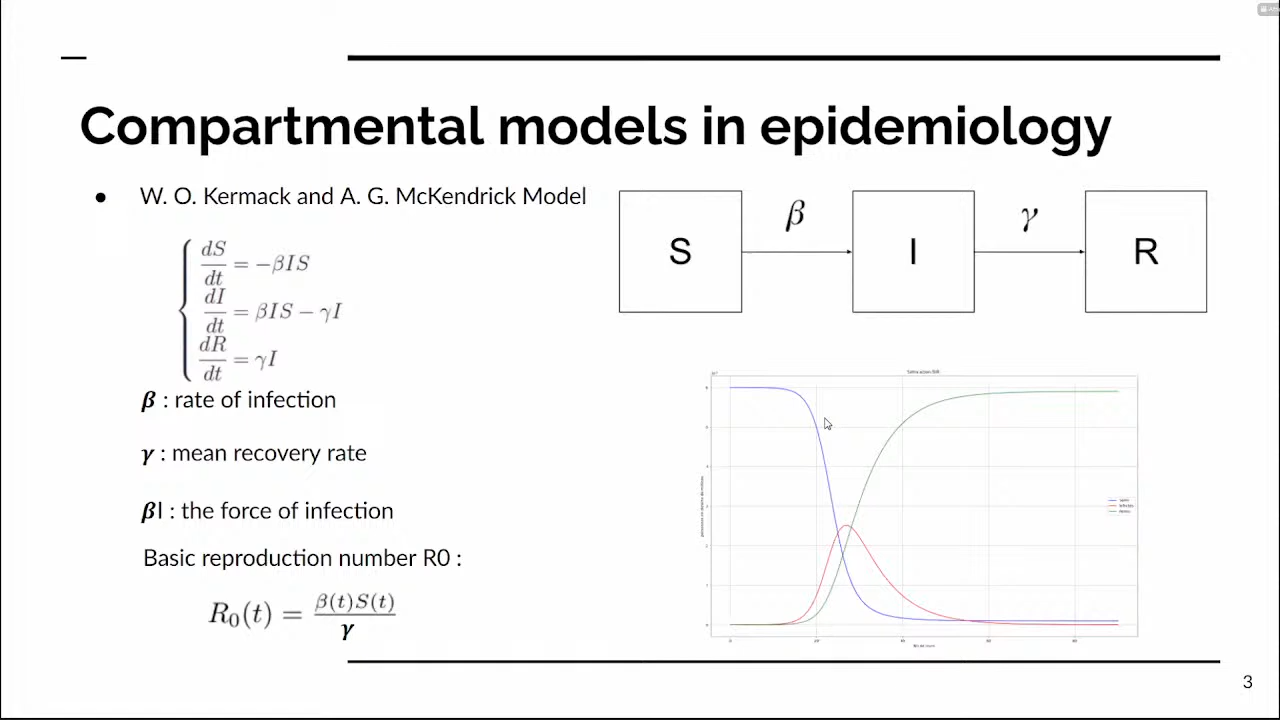 Compartmental models in epidemiology
● W. O. Kermack and A. G. McKendrick Model
dS/dt = −βIS
dI/dt = βIS − γI
dR/dt = γI
β : rate of infection
γ : mean recovery rate
βI : the force of infection
Basic reproduction number R0 :
R₀(t) = β(t)S(t)/γ
S
β
I
γ
R
3